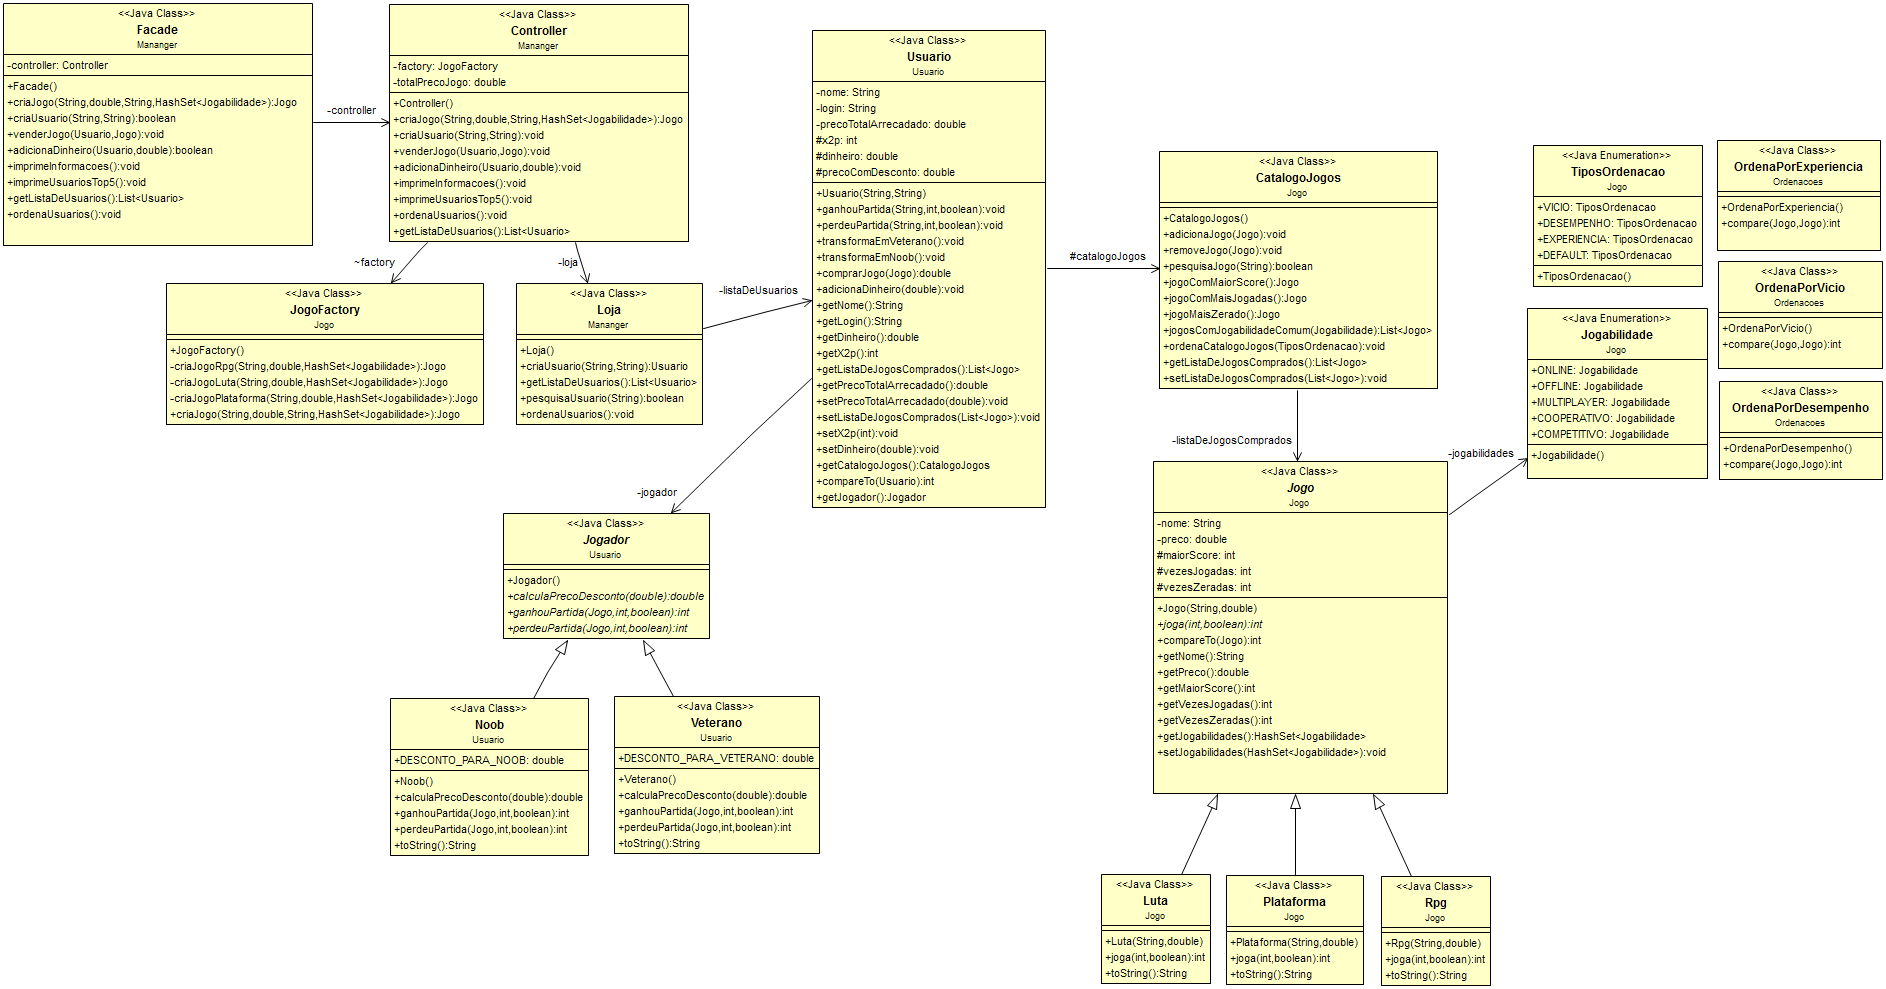 <<Java Class>>
Facade
Mananger
-controller: Controller
+Facade()
+criaJogo(String,double,String,HashSet<Jogabilidade>):Jogo
+criaUsuario(String,String):boolean
+venderJogo(Usuario,Jogo):void
+adicionaDinheiro(Usuario,double):boolean
+imprimeInformacoes():void
+imprimeUsuariosTop5():void
+getListaDeUsuarios():List<Usuario>
+ordenaUsuarios():void
-controller
<<Java Class>>
Controller
Mananger
-factory: JogoFactory
-totalPrecoJogo: double
+Controller()
+criaJogo(String,double,String,HashSet<Jogabilidade>):Jogo
+criaUsuario(String,String):void
+venderJogo(Usuario,Jogo):void
+adicionaDinheiro(Usuario,double):void
+imprimeInformacoes():void
+imprimeUsuariosTop5():void
+ordenaUsuarios():void
+getListaDeUsuarios():List<Usuario>
~factory
-loja
<<Java Class>>
JogoFactory
Jogo
+JogoFactory()
-criaJogoRpg(String,double,HashSet<Jogabilidade>):Jogo
-criaJogoLuta(String,double,HashSet<Jogabilidade>):Jogo
-criaJogoPlataforma(String,double,HashSet<Jogabilidade>):Jogo
+criaJogo(String,double,String,HashSet<Jogabilidade>):Jogo
<<Java Class>>
Loja
Mananger
+Loja()
+criaUsuario(String,String):Usuario
+getListaDeUsuarios():List<Usuario>
+pesquisaUsuario(String):boolean
+ordenaUsuarios():void
-listaDeUsuarios
<<Java Class>>
Usuario
Usuario
-nome: String
-login: String
-precoTotalArrecadado: double
#x2p: int
#dinheiro: double
#precoComDesconto: double
+Usuario(String,String)
+ganhouPartida(String,int,boolean):void
+perdeuPartida(String,int,boolean):void
+transformaEmVeterano():void
+transformaEmNoob():void
+comprarJogo(Jogo):double
+adicionaDinheiro(double):void
+getNome():String
+getLogin():String
+getDinheiro():double
+getX2p():int
+getListaDeJogosComprados():List<Jogo>
+getPrecoTotalArrecadado():double
+setPrecoTotalArrecadado(double):void
+setListaDeJogosComprados(List<Jogo>):void
+setX2p(int):void
+setDinheiro(double):void
+getCatalogoJogos():CatalogoJogos
+compareTo(Usuario):int
+getJogador():Jogador
#catalogoJogos
-jogador
<<Java Class>>
CatalogoJogos
Jogo
+CatalogoJogos()
+adicionaJogo(Jogo):void
+removeJogo(Jogo):void
+pesquisaJogo(String):boolean
+jogoComMaiorScore():Jogo
+jogoComMaisJogadas():Jogo
+jogoMaisZerado():Jogo
+jogosComJogabilidadeComum(Jogabilidade):List<Jogo>
+ordenaCatalogoJogos(TiposOrdenacao):void
+getListaDeJogosComprados():List<Jogo>
+setListaDeJogosComprados(List<Jogo>):void
-listaDeJogosComprados
<<Java Enumeration>>
TiposOrdenacao
Jogo
+VICIO: TiposOrdenacao
+DESEMPENHO: TiposOrdenacao
+EXPERIENCIA: TiposOrdenacao
+DEFAULT: TiposOrdenacao
+TiposOrdenacao()
<<Java Class>>
OrdenaPorExperiencia
Ordenacoes
+OrdenaPorExperiencia()
+compare(Jogo,Jogo):int
<<Java Class>>
OrdenaPorVicio
Ordenacoes
+OrdenaPorVicio()
+compare(Jogo,Jogo):int
<<Java Enumeration>>
Jogabilidade
Jogo
+ONLINE: Jogabilidade
+OFFLINE: Jogabilidade
+MULTIPLAYER: Jogabilidade
+COOPERATIVO: Jogabilidade
+COMPETITIVO: Jogabilidade
+Jogabilidade()
<<Java Class>>
OrdenaPorDesempenho
Ordenacoes
+OrdenaPorDesempenho()
+compare(Jogo,Jogo):int
-jogabilidades
<<Java Class>>
Jogo
Jogo
-nome: String
-preco: double
#maiorScore: int
#vezesJogadas: int
#vezesZeradas: int
+Jogo(String,double)
+joga(int,boolean):int
+compareTo(Jogo):int
+getNome():String
+getPreco():double
+getMaiorScore():int
+getVezesJogadas():int
+getVezesZeradas():int
+getJogabilidades():HashSet<Jogabilidade>
+setJogabilidades(HashSet<Jogabilidade>):void
<<Java Class>>
Jogador
Usuario
+Jogador()
+calculaPrecoDesconto(double):double
+ganhouPartida(Jogo,int,boolean):int
+perdeuPartida(Jogo,int,boolean):int
<<Java Class>>
Noob
Usuario
+DESCONTO_PARA_NOOB: double
+Noob()
+calculaPrecoDesconto(double):double
+ganhouPartida(Jogo,int,boolean):int
+perdeuPartida(Jogo,int,boolean):int
+toString():String
<<Java Class>>
Veterano
Usuario
+DESCONTO_PARA_VETERANO: double
+Veterano()
+calculaPrecoDesconto(double):double
+ganhouPartida(Jogo,int,boolean):int
+perdeuPartida(Jogo,int,boolean):int
+toString():String
<<Java Class>>
Luta
Jogo
+Luta(String,double)
+joga(int,boolean):int
+toString():String
<<Java Class>>
Plataforma
Jogo
+Plataforma(String,double)
+joga(int,boolean):int
+toString():String
<<Java Class>>
Rpg
Jogo
+Rpg(String,double)
+joga(int,boolean):int
+toString():String